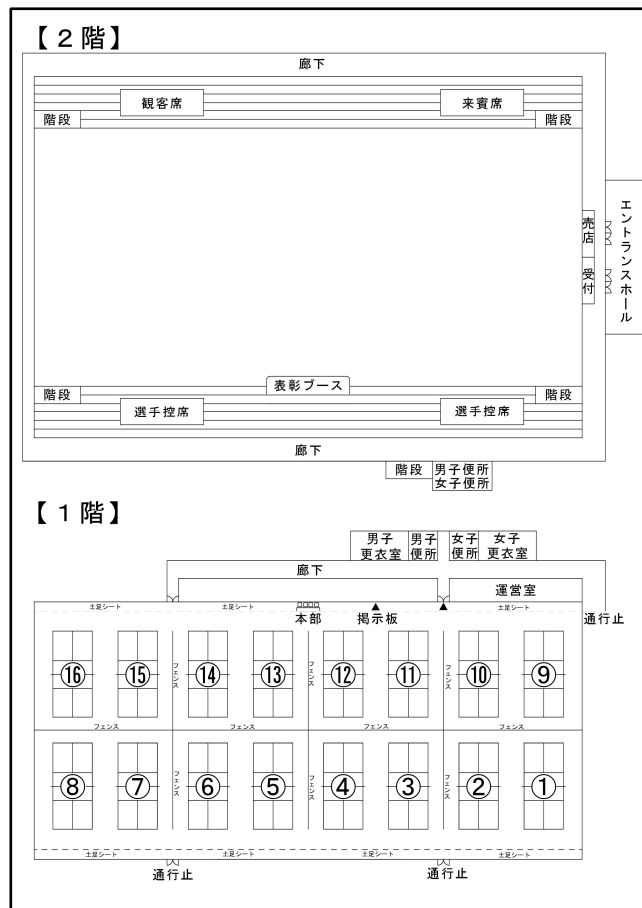 【２階】
廊下
観客席
来賓席
階段
階段
エントランスホール
売店
受付
表彰ブース
階段
階段
選手控席
選手控席
廊下
階段
男子便所
女子便所
【１階】
男子
更衣室
男子
便所
女子
便所
女子
更衣室
廊下
運営室
土足シート
土足シート
本部
掲示板
土足シート
通行止
⑯
⑮
フェンス
⑭
⑬
フェンス
⑫
⑪
フェンス
⑩
⑨
フェンス
フェンス
フェンス
フェンス
⑧
⑦
フェンス
⑥
⑤
フェンス
④
③
フェンス
②
①
土足シート
土足シート
土足シート
土足シート
通行止
通行止